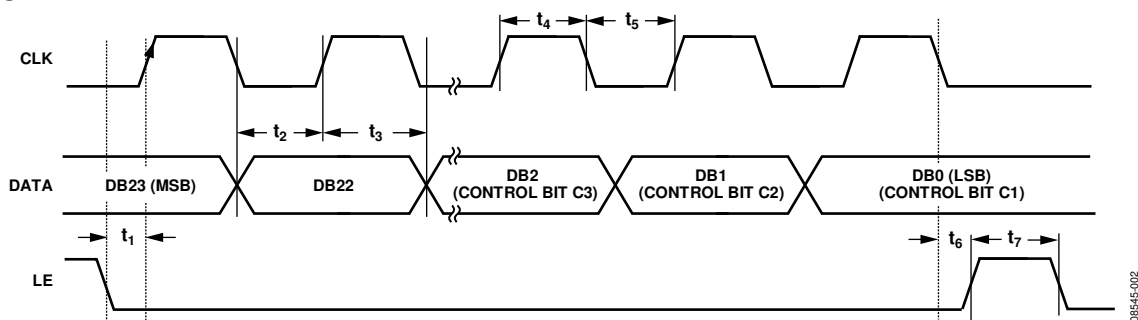 t4
t5
CLK
t2
t3
DATA
DB23 (MSB)
DB22
DB2
(CONTROL BIT C3)
DB1
(CONTROL BIT C2)
DB0 (LSB)
(CONTROL BIT C1)
t1
t6
t7
LE
08545-002